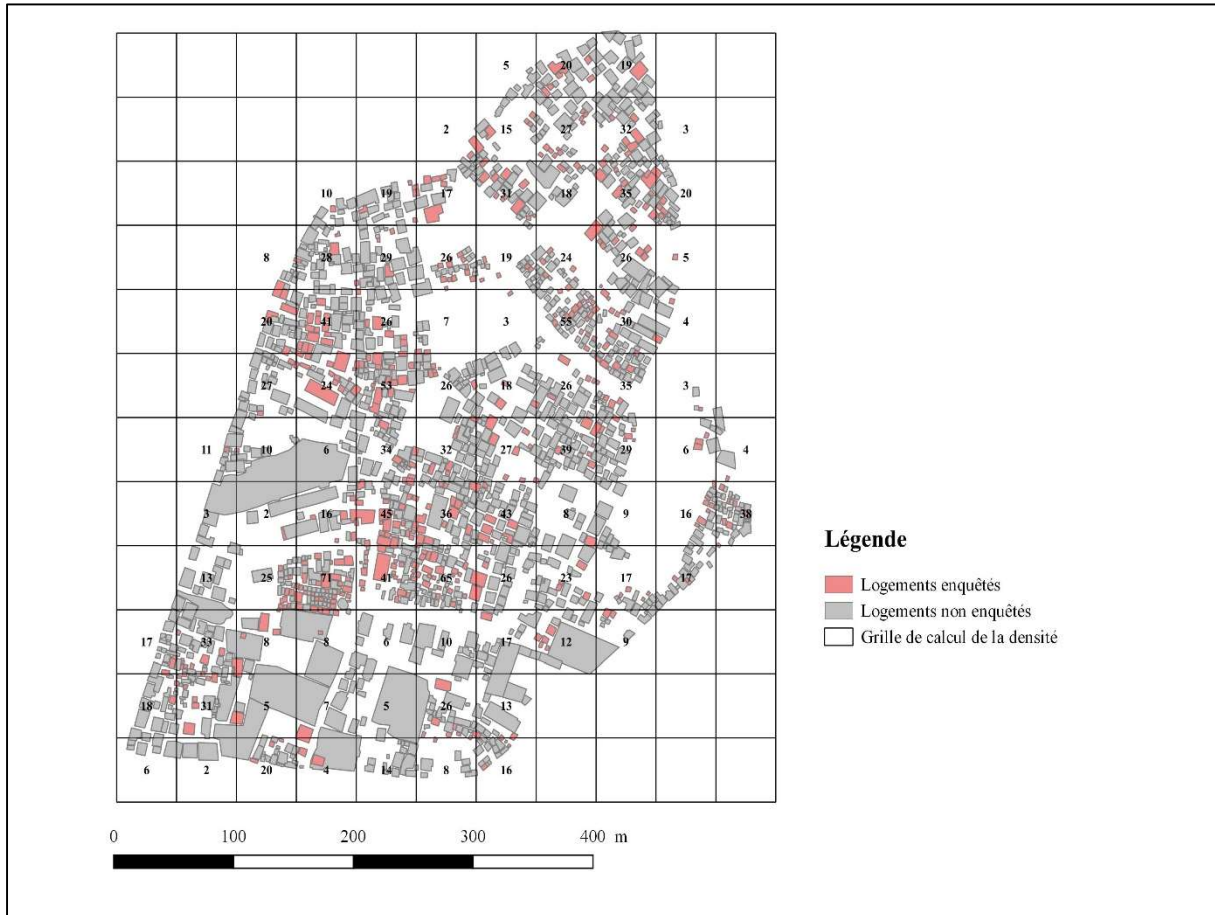 5 20 19
2 15 27 32 3
10 19 17 31 18 35 20
8 28 29 26 19 24 26 5
20 41 26 7 3 55 30 4
27 24 53 26 18 26 35 3
11 10 6 34 32 27 39 29 6 4
3 2 16 45 36 43 8 9 16 38
13 25 71 41 65 26 23 17 17
17 33 8 8 6 10 17 12 9
18 31 5 7 5 26 13
6 2 20 4 14 8 16
Légende
Logements enquêtés
Logements non enquêtés
Grille de calcul de la densité
0 100 200 300 400 m